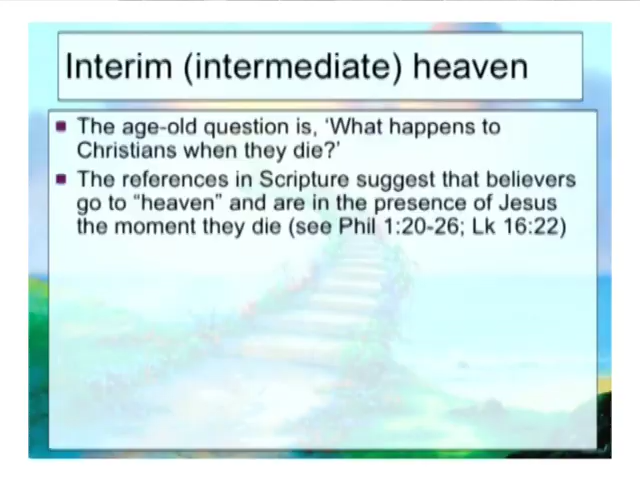 Interim (intermediate) heaven
The age-old question is, ‘What happens to
Christians when they die?’
The references in Scripture suggest that believers
go to “heaven” and are in the presence of Jesus
the moment they die (see Phil 1:20-26; Lk 16:22)